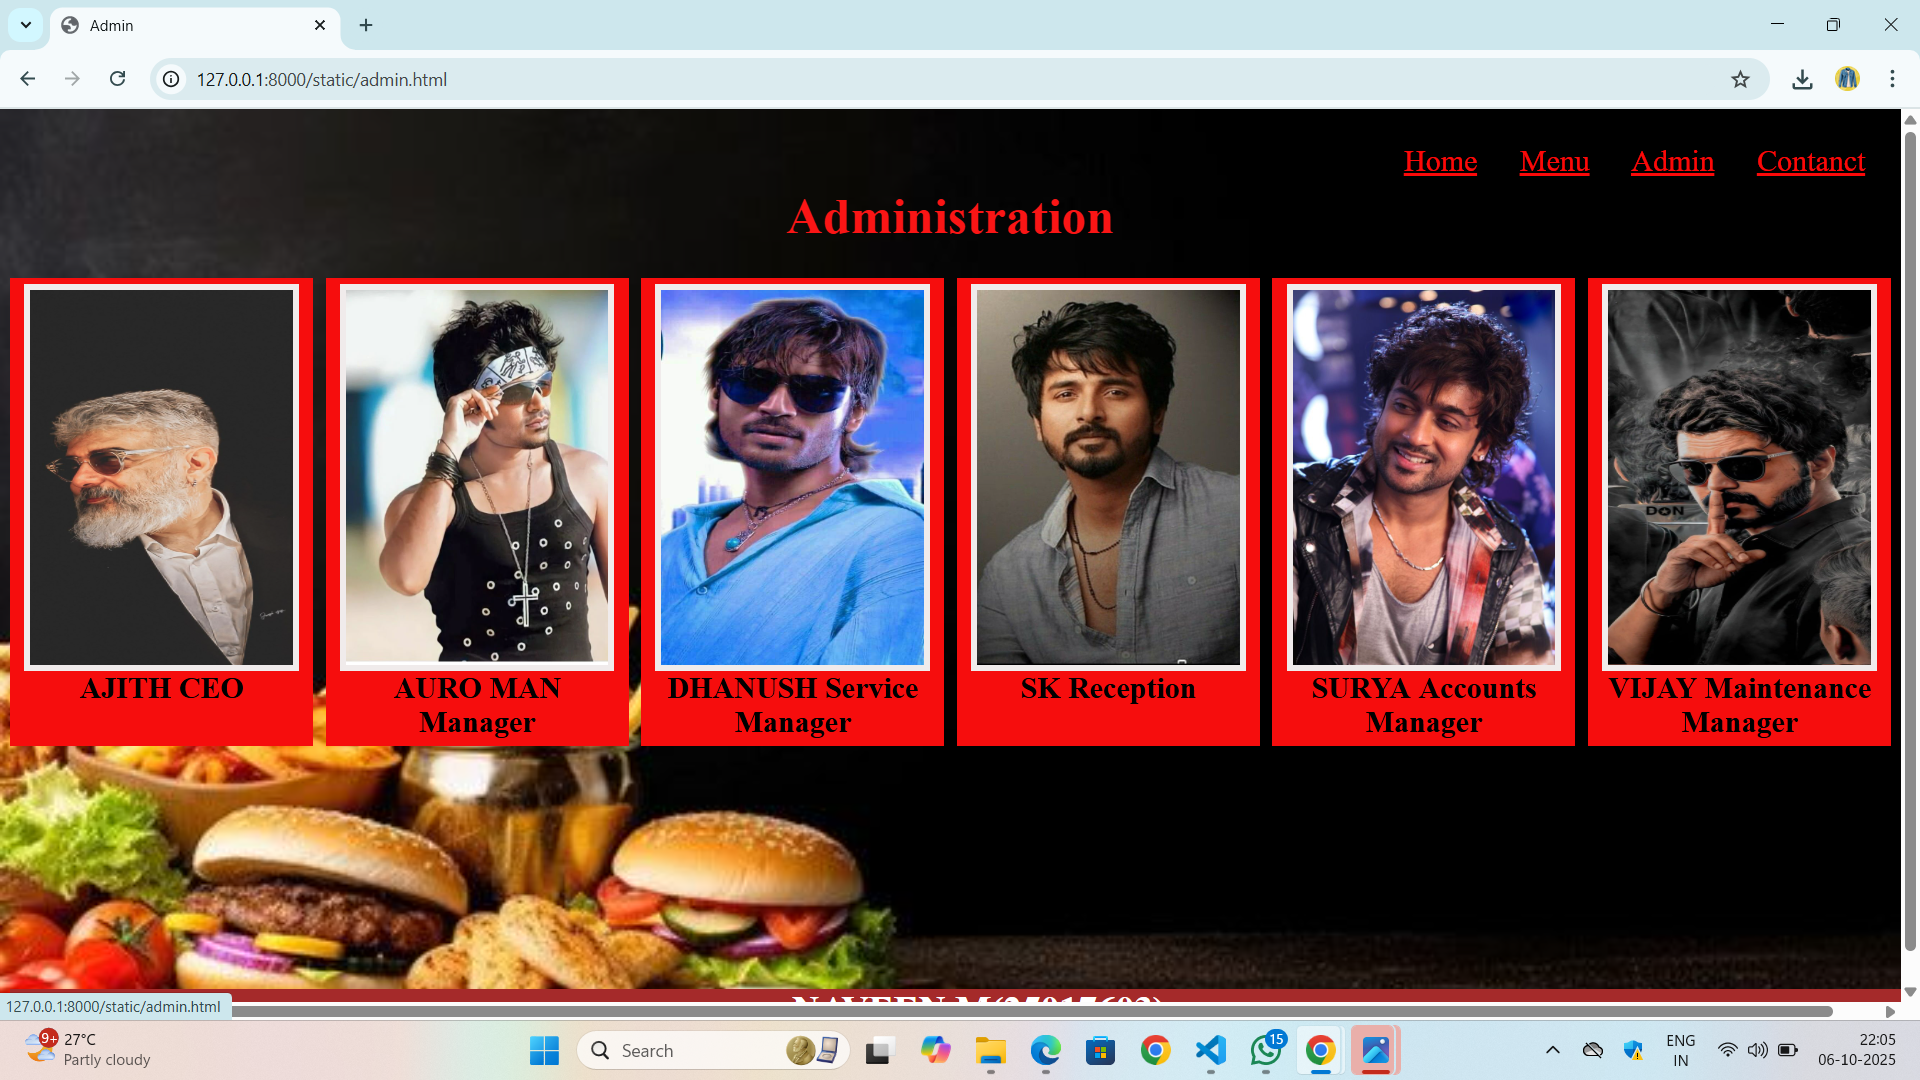 Admin
127.0.0.1:8000/static/admin.html
Home Menu Admin Contanct
Administration
DON
AJITH CEO
AURO MAN
Manager
DHANUSH Service
Manager
SK Reception
SURYA Accounts
Manager
VIJAY Maintenance
Manager
127.0.0.1:8000/static/admin.html
9+
27°C
Partly cloudy
Search
15
ENG
IN
22:05
06-10-2025